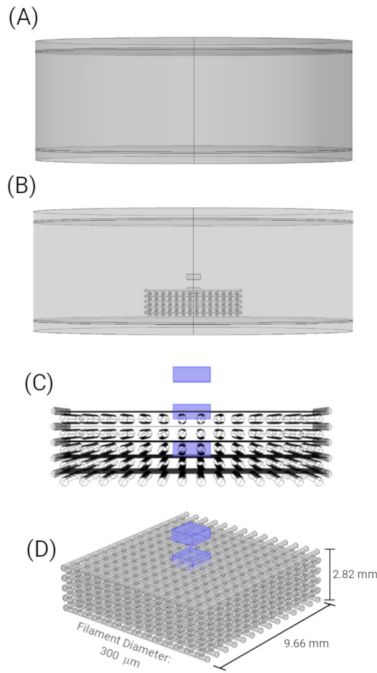 (A)
(B)
(C)
(D)
2.82 mm
9.66 mm
Filament Diameter:
300 μm